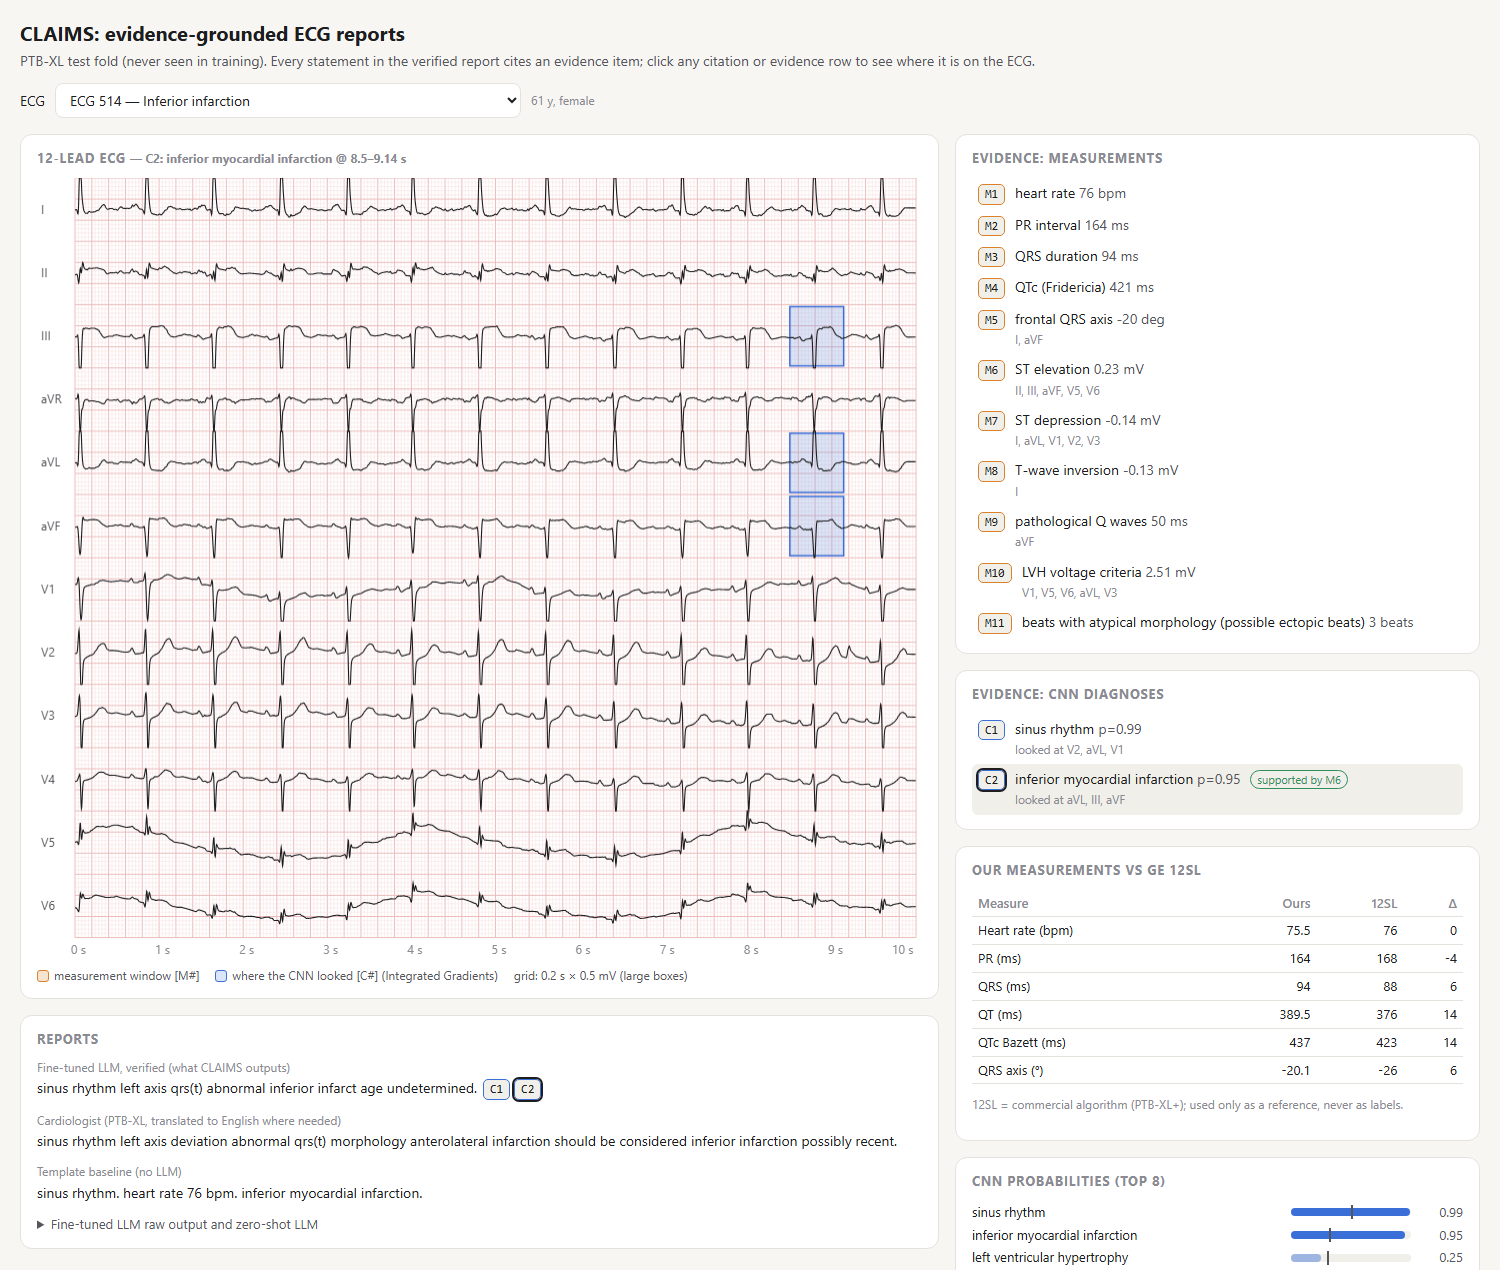 CLAIMS: evidence-grounded ECG reports
PTB-XL test fold (never seen in training). Every statement in the verified report cites an evidence item; click any citation or evidence row to see where it is on the ECG.
ECG
ECG 514 — Inferior infarction
61 y, female
12-LEAD ECG — C2: inferior myocardial infarction @ 8.5–9.14 s
I
II
III
aVR
aVL
aVF
V1
V2
V3
V4
V5
V6
0 s 1 s 2 s 3 s 4 s 5 s 6 s 7 s 8 s 9 s 10 s
measurement window [M#] where the CNN looked [C#] (Integrated Gradients) grid: 0.2 s × 0.5 mV (large boxes)
REPORTS
Fine-tuned LLM, verified (what CLAIMS outputs)
sinus rhythm left axis qrs(t) abnormal inferior infarct age undetermined. C1 C2
Cardiologist (PTB-XL, translated to English where needed)
sinus rhythm left axis deviation abnormal qrs(t) morphology anterolateral infarction should be considered inferior infarction possibly recent.
Template baseline (no LLM)
sinus rhythm. heart rate 76 bpm. inferior myocardial infarction.
Fine-tuned LLM raw output and zero-shot LLM
EVIDENCE: MEASUREMENTS
M1 heart rate 76 bpm
M2 PR interval 164 ms
M3 QRS duration 94 ms
M4 QTc (Fridericia) 421 ms
M5 frontal QRS axis -20 deg
I, aVF
M6 ST elevation 0.23 mV
II, III, aVF, V5, V6
M7 ST depression -0.14 mV
I, aVL, V1, V2, V3
M8 T-wave inversion -0.13 mV
I
M9 pathological Q waves 50 ms
aVF
M10 LVH voltage criteria 2.51 mV
V1, V5, V6, aVL, V3
M11 beats with atypical morphology (possible ectopic beats) 3 beats
EVIDENCE: CNN DIAGNOSES
C1 sinus rhythm p=0.99
looked at V2, aVL, V1
C2 inferior myocardial infarction p=0.95 supported by M6
looked at aVL, III, aVF
OUR MEASUREMENTS VS GE 12SL
Measure Ours 12SL Δ
Heart rate (bpm) 75.5 76 0
PR (ms) 164 168 -4
QRS (ms) 94 88 6
QT (ms) 389.5 376 14
QTc Bazett (ms) 437 423 14
QRS axis (°) -20.1 -26 6
12SL = commercial algorithm (PTB-XL+); used only as a reference, never as labels.
CNN PROBABILITIES (TOP 8)
sinus rhythm 0.99
inferior myocardial infarction 0.95
left ventricular hypertrophy 0.25